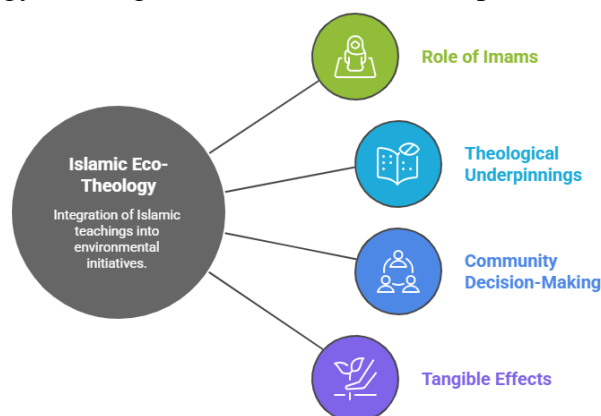 Role of Imams
Islamic Eco-
Theology
Integration of Islamic
teachings into
environmental
initiatives.
Theological
Underpinnings
Community
Decision-Making
Tangible Effects